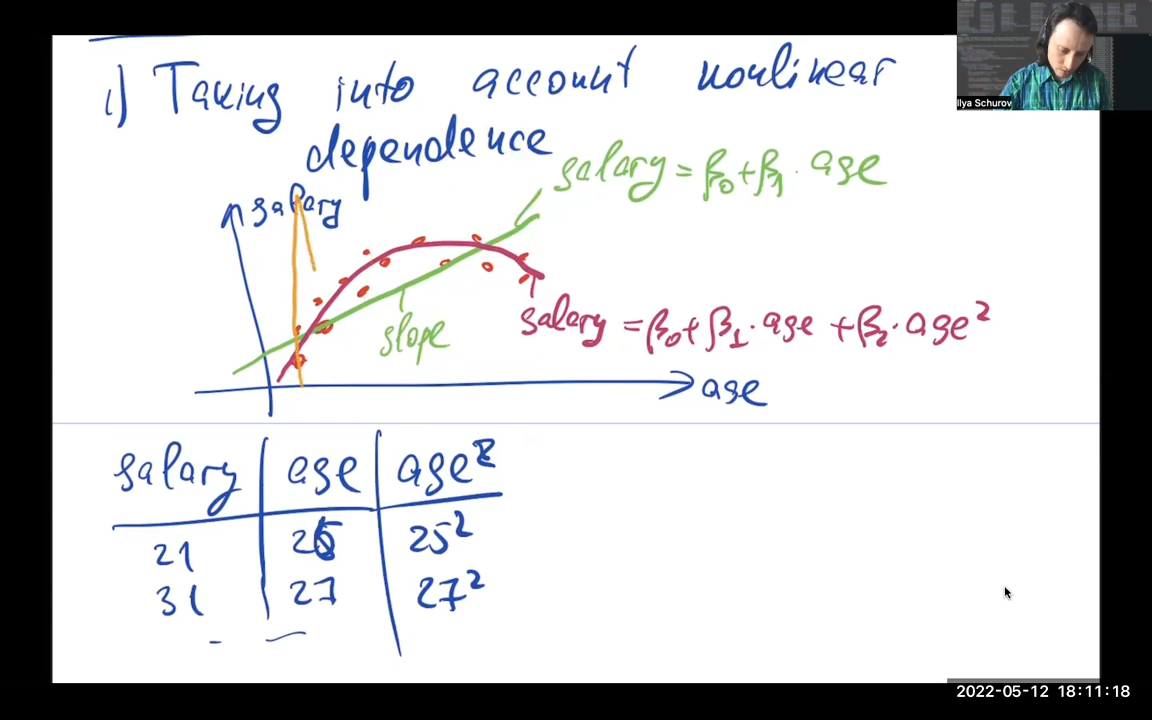 1) Taking into account nonlinear
dependence
salary = β₀+β₁·age
salary
slope
salary = β₀+β₁·age+β₂·age²
age
salary | age | age²
21 | 25 | 25²
31 | 27 | 27²
Ilya Schurov
2022-05-12 18:11:18